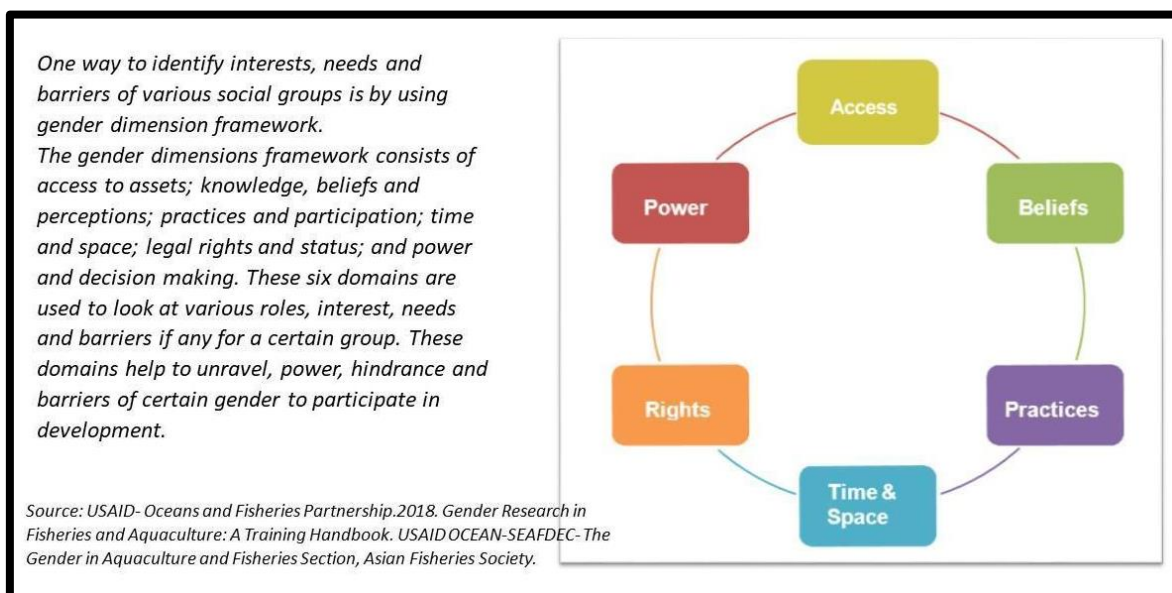 One way to identify interests, needs and
barriers of various social groups is by using
gender dimension framework.
The gender dimensions framework consists of
access to assets; knowledge, beliefs and
perceptions; practices and participation; time
and space; legal rights and status; and power
and decision making. These six domains are
used to look at various roles, interest, needs
and barriers if any for a certain group. These
domains help to unravel, power, hindrance and
barriers of certain gender to participate in
development.
Source: USAID- Oceans and Fisheries Partnership.2018. Gender Research in
Fisheries and Aquaculture: A Training Handbook. USAID OCEAN-SEAFDEC- The
Gender in Aquaculture and Fisheries Section, Asian Fisheries Society.
Access
Beliefs
Practices
Time &
Space
Rights
Power